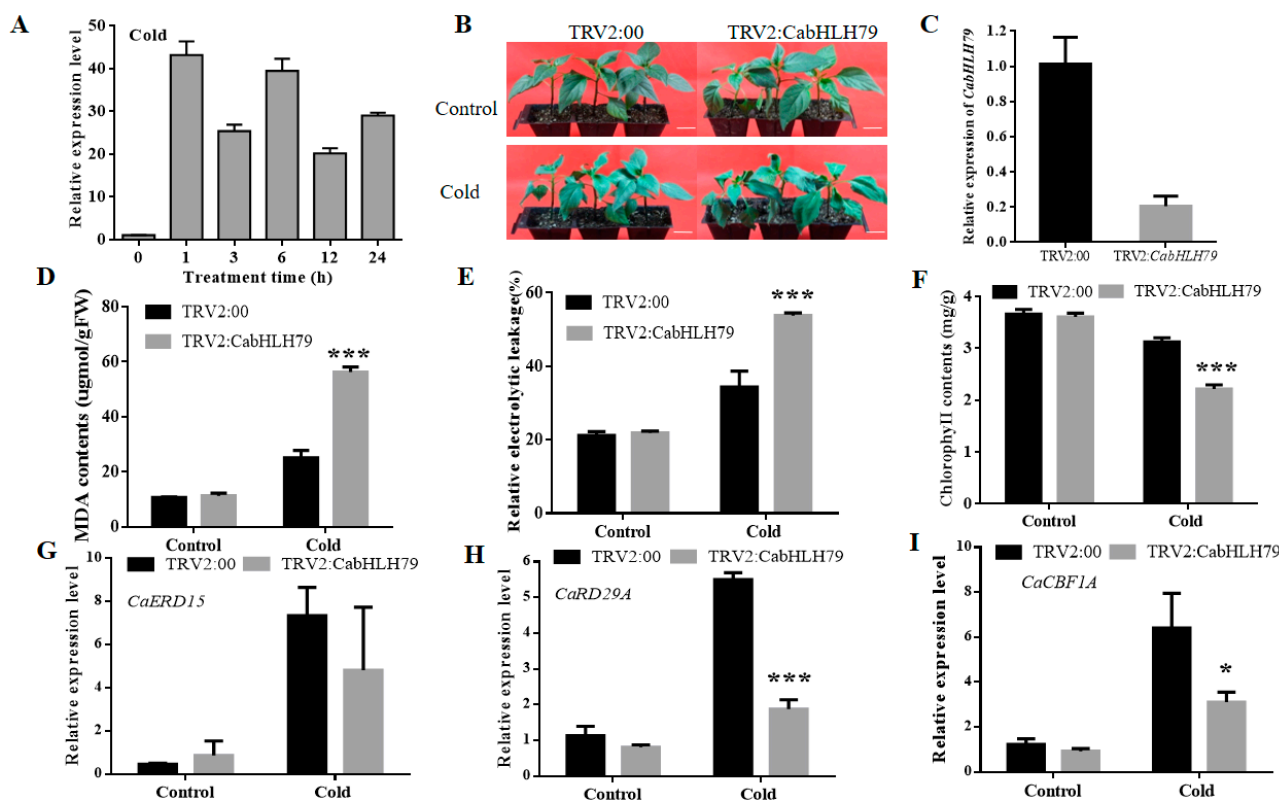 A
Relative expression level
50
40
30
20
10
0
Cold
0 1 3 6 12 24
Treatment time (h)
B
TRV2:00 TRV2:CabHLH79
Control
Cold
C
Relative expression of CabHLH79
1.2
1.0
0.8
0.6
0.4
0.2
0.0
TRV2:00 TRV2:CabHLH79
D
MDA contents (ugmol/gFW)
80
60
40
20
0
TRV2:00
TRV2:CabHLH79
***
Control Cold
E
Relative electrolytic leakage(%)
60
40
20
0
TRV2:00
TRV2:CabHLH79
***
Control Cold
F
ChlorophyII contents (mg/g)
4
3
2
1
0
TRV2:00 TRV2:CabHLH79
***
Control Cold
G
Relative expression level
10
8
6
4
2
0
TRV2:00 TRV2:CabHLH79
CaERD15
Control Cold
H
Relative expression level
6
5
4
3
2
1
0
TRV2:00 TRV2:CabHLH79
CaRD29A
***
Control Cold
I
Relative expression level
10
8
6
4
2
0
TRV2:00 TRV2:CabHLH79
CaCBF1A
*
Control Cold